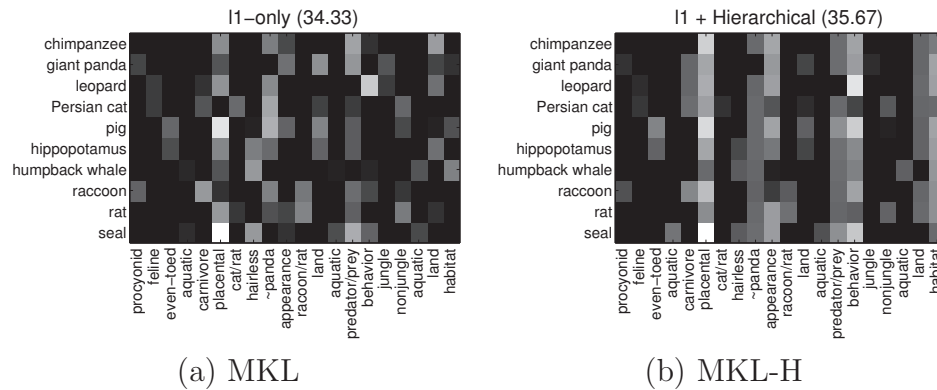 l1-only (34.33)
chimpanzee
giant panda
leopard
Persian cat
pig
hippopotamus
humpback whale
raccoon
rat
seal
procyonid
feline
even-toed
aquatic
carnivore
placental
cat/rat
hairless
~panda
appearance
raccoon/rat
land
aquatic
predator/prey
behavior
jungle
nonjungle
aquatic
land
habitat
(a) MKL
l1 + Hierarchical (35.67)
chimpanzee
giant panda
leopard
Persian cat
pig
hippopotamus
humpback whale
raccoon
rat
seal
procyonid
feline
even-toed
aquatic
carnivore
placental
cat/rat
hairless
~panda
appearance
raccoon/rat
land
aquatic
predator/prey
behavior
jungle
nonjungle
aquatic
land
habitat
(b) MKL-H